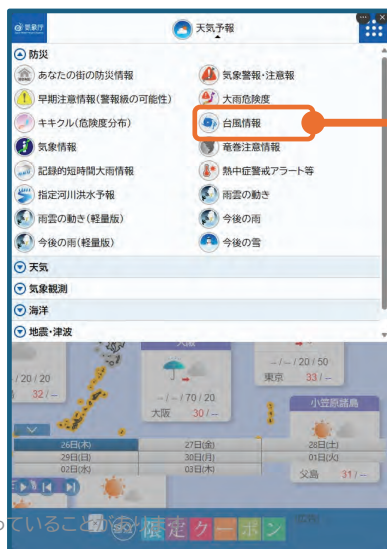 気象庁
天気予報
防災
あなたの街の防災情報
気象警報・注意報
早期注意情報(警報級の可能性)
大雨危険度
キキクル(危険度分布)
台風情報
気象情報
竜巻注意情報
記録的短時間大雨情報
熱中症警戒アラート等
指定河川洪水予報
雨雲の動き
雨雲の動き(軽量版)
今後の雨
今後の雨(軽量版)
今後の雪
天気
気象観測
海洋
地震・津波
大阪
/ 20 / 20
32 / --
-- / -- / 70 / 20
大阪 30 / --
-- / -- / 20 / 50
東京 33 / --
小笠原諸島
26日(木) 27日(金) 28日(土)
29日(日) 30日(月) 01日(火)
02日(水) 03日(木)
父島 31 / --
っていることがあります
限定クーポン